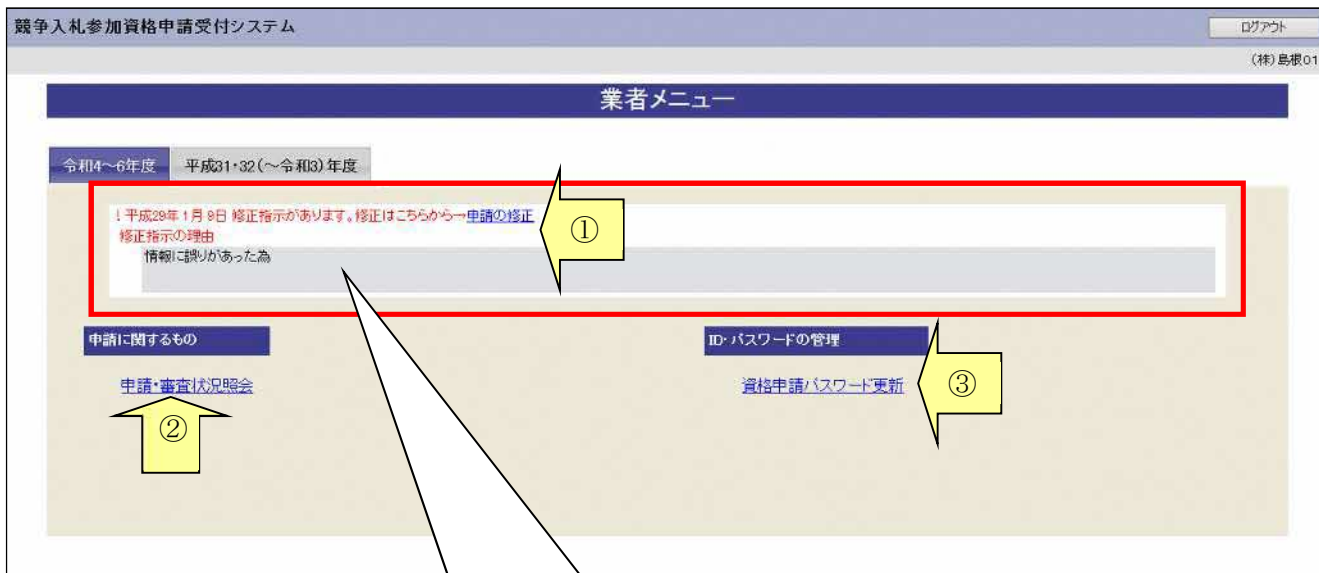 競争入札参加資格申請受付システム
ログアウト
(株)島根01
業者メニュー
令和4～6年度
平成31・32(～令和3)年度
！平成29年1月9日 修正指示があります。修正はこちらから→申請の修正
①
修正指示の理由
情報に誤りがあった為
申請に関するもの
ID・パスワードの管理
申請・審査状況照会
資格申請パスワード更新
③
②